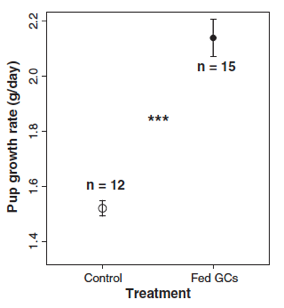 Pup growth rate (g/day)
2.2
2.0
1.8
1.6
1.4
n = 15
***
n = 12
Control Fed GCs
Treatment